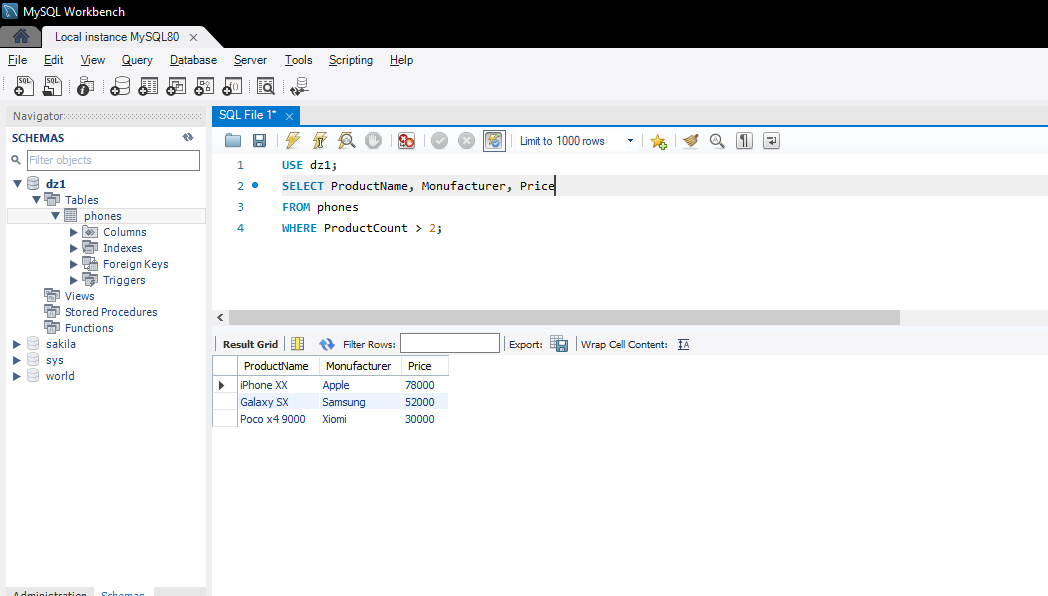 MySQL Workbench
Local instance MySQL80
File Edit View Query Database Server Tools Scripting Help
Navigator
SCHEMAS
Filter objects
dz1
Tables
phones
Columns
Indexes
Foreign Keys
Triggers
Views
Stored Procedures
Functions
sakila
sys
world
Administration Schemas
SQL File 1*
Limit to 1000 rows
1 USE dz1;
2 SELECT ProductName, Monufacturer, Price
3 FROM phones
4 WHERE ProductCount > 2;
Result Grid Filter Rows: Export: Wrap Cell Content:
ProductName Monufacturer Price
iPhone XX Apple 78000
Galaxy SX Samsung 52000
Poco x4 9000 Xiomi 30000